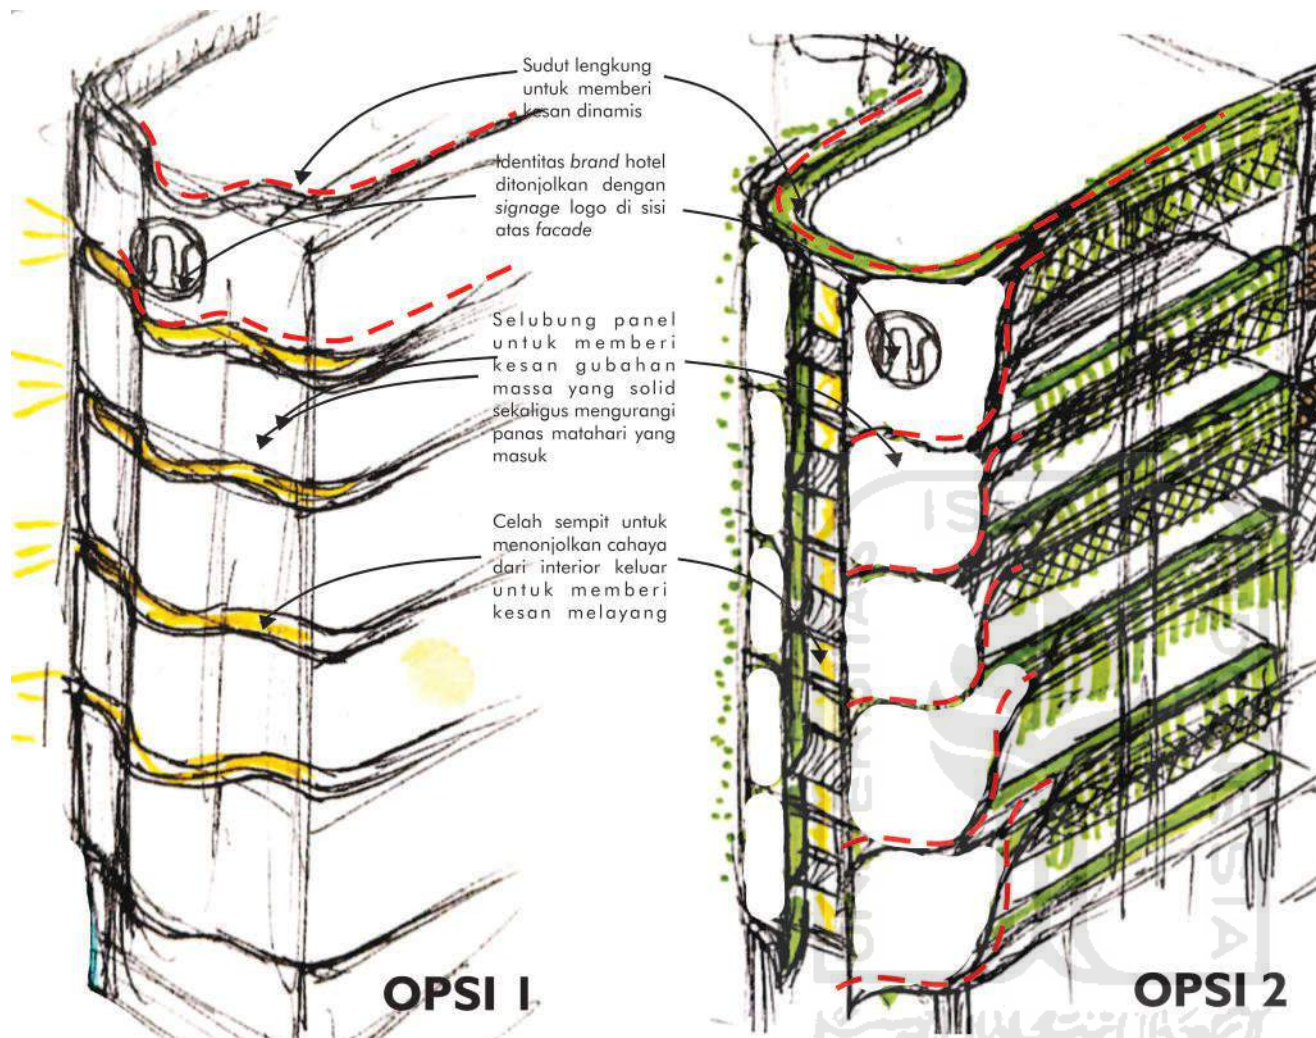 Sudut lengkung
untuk memberi
kesan dinamis
Identitas brand hotel
ditonjolkan dengan
signage logo di sisi
atas facade
Selubung panel
untuk memberi
kesan gubahan
massa yang solid
sekaligus mengurangi
panas matahari yang
masuk
Celah sempit untuk
menonjolkan cahaya
dari interior keluar
untuk memberi
kesan melayang
OPSI 1
OPSI 2